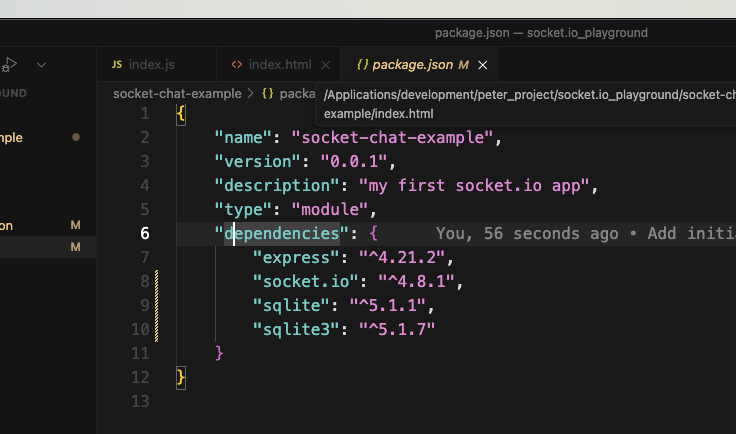 package.json — socket.io_playground
JS index.js
<> index.html
{} package.json M
OUND
socket-chat-example > {} packa
/Applications/development/peter_project/socket.io_playground/socket-ch
example/index.html
mple
on M
M
1 {
2 "name": "socket-chat-example",
3 "version": "0.0.1",
4 "description": "my first socket.io app",
5 "type": "module",
6 "dependencies": { You, 56 seconds ago • Add initi
7 "express": "^4.21.2",
8 "socket.io": "^4.8.1",
9 "sqlite": "^5.1.1",
10 "sqlite3": "^5.1.7"
11 }
12 }
13